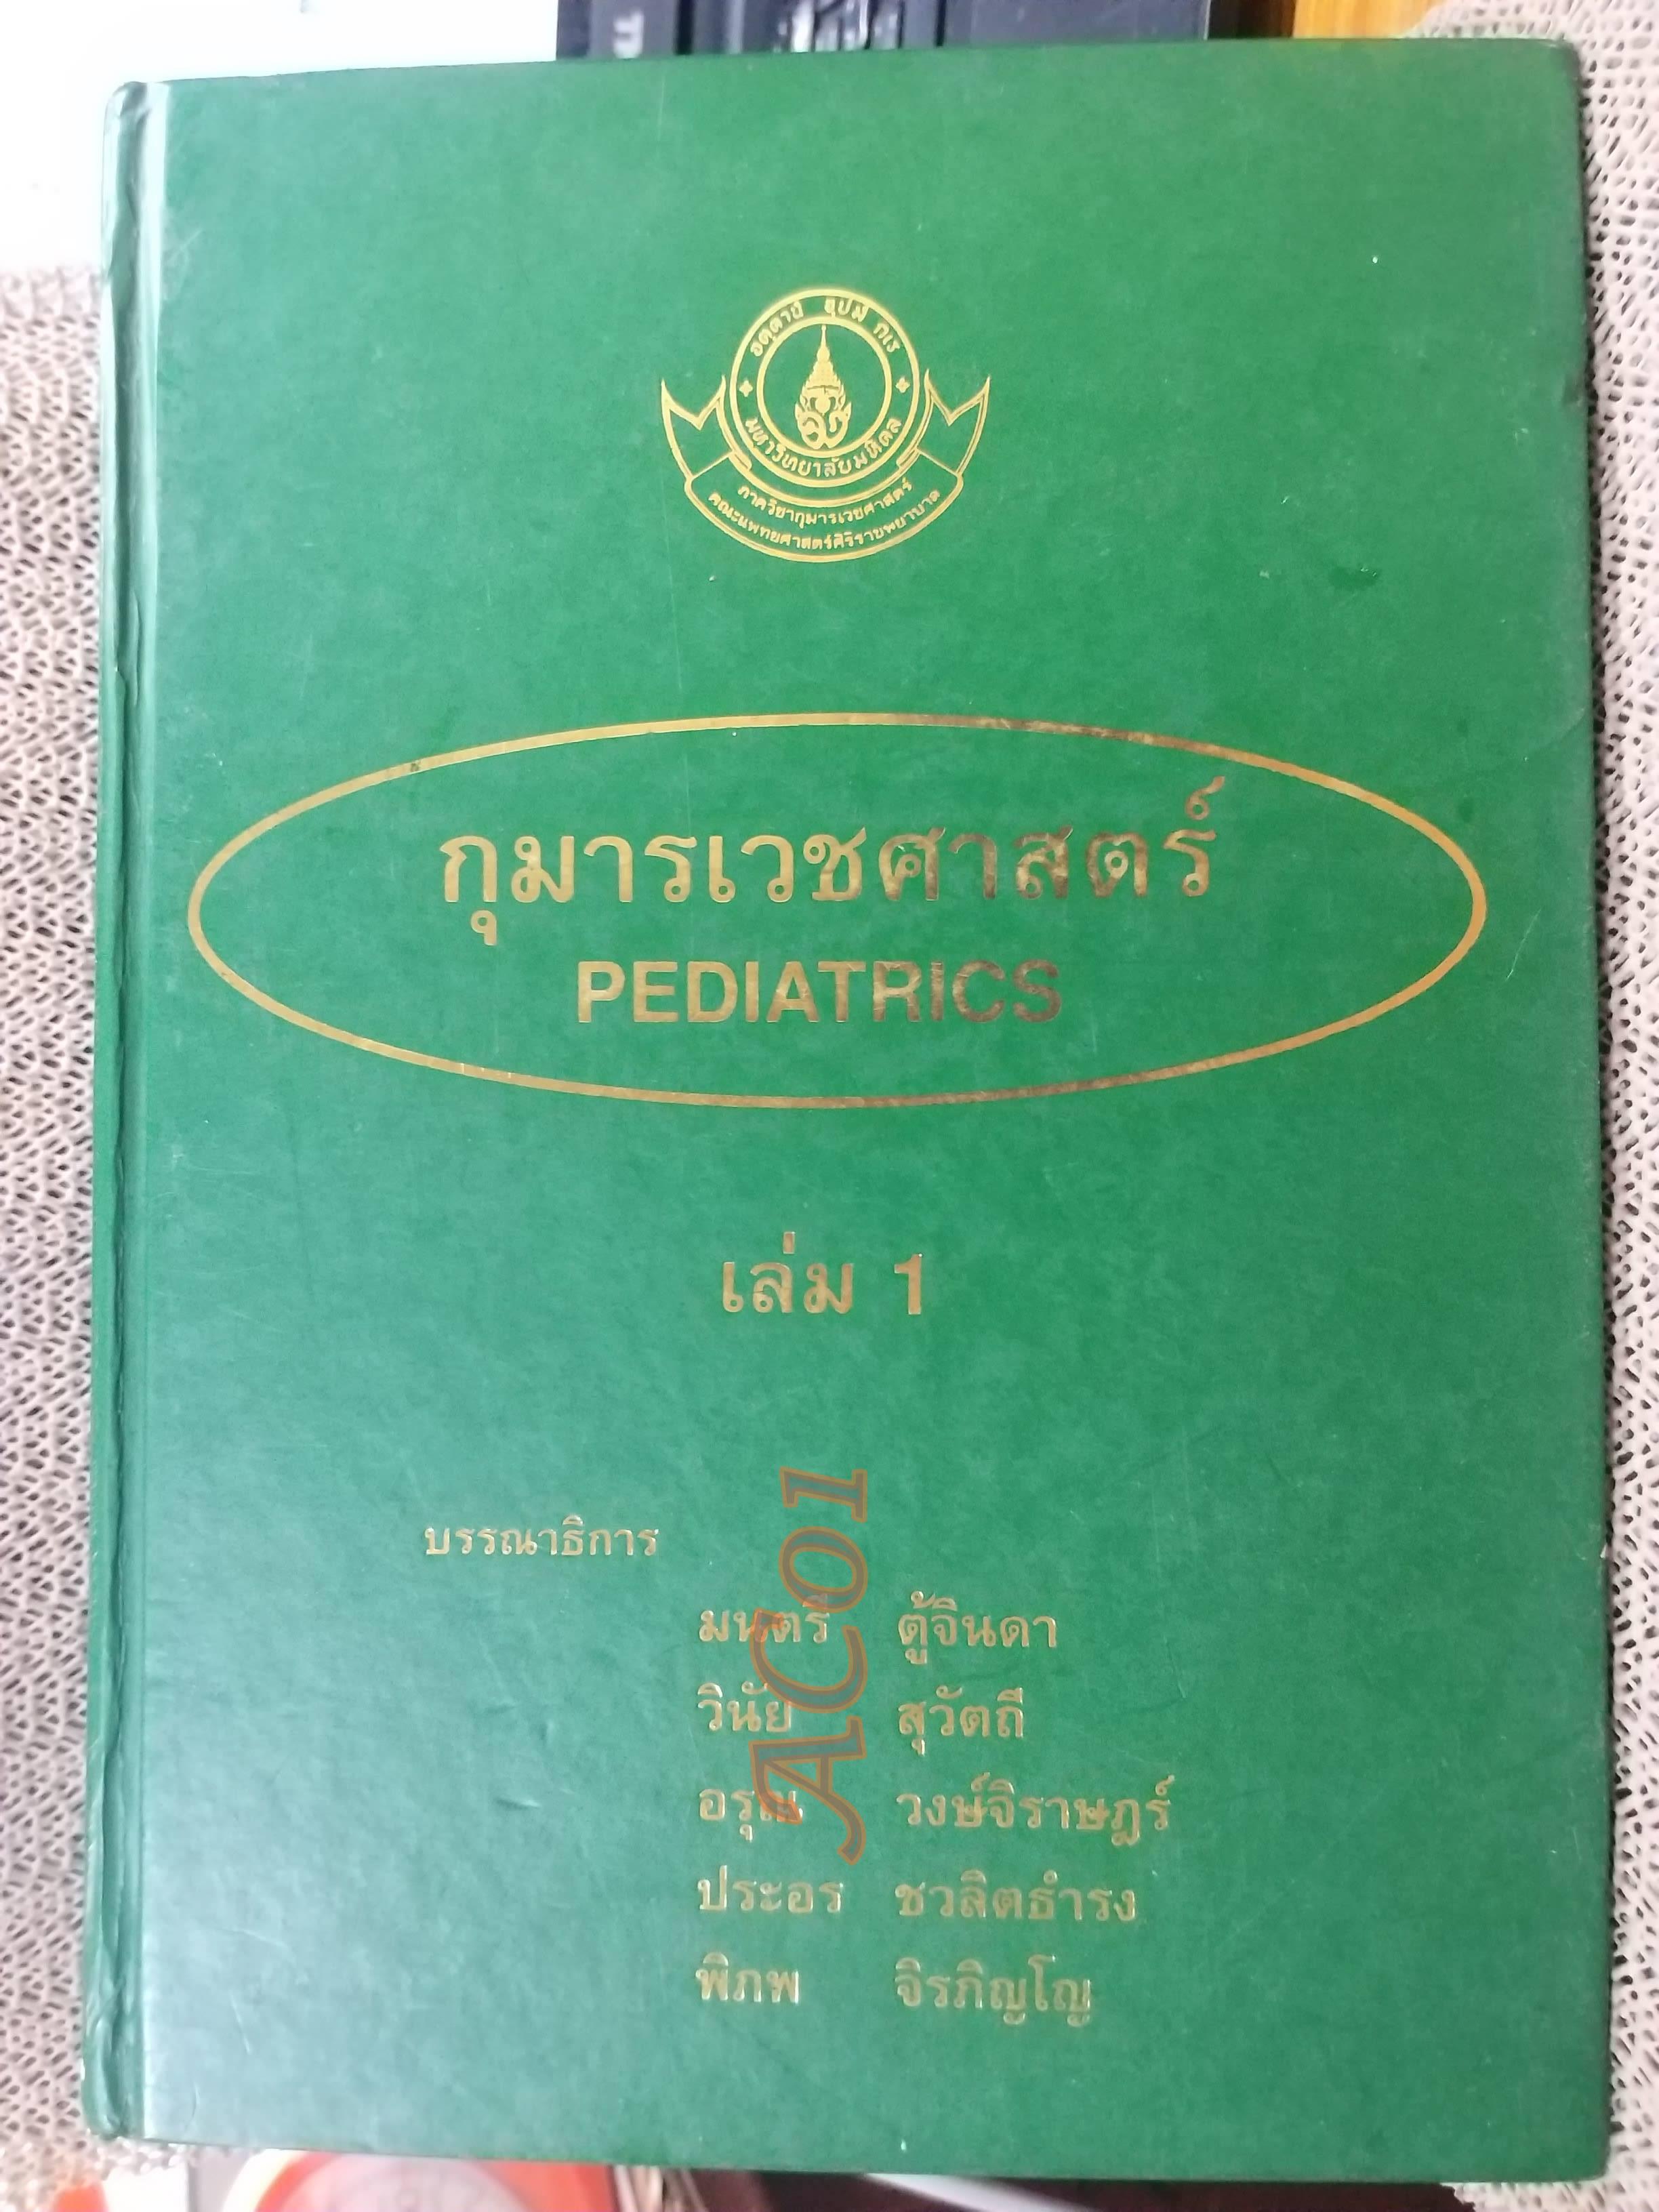 อตฺตานํ อุปมํ กเร
มหาวิทยาลัยมหิดล
ภาควิชากุมารเวชศาสตร์
คณะแพทยศาสตร์ศิริราชพยาบาล
กุมารเวชศาสตร์
PEDIATRICS
เล่ม 1
บรรณาธิการ
มนตรี ตู้จินดา
วินัย สุวัตถี
อรุณ วงษ์จิราษฎร์
ประอร ชวลิตธำรง
พิภพ จิรภิญโญ
ACo1